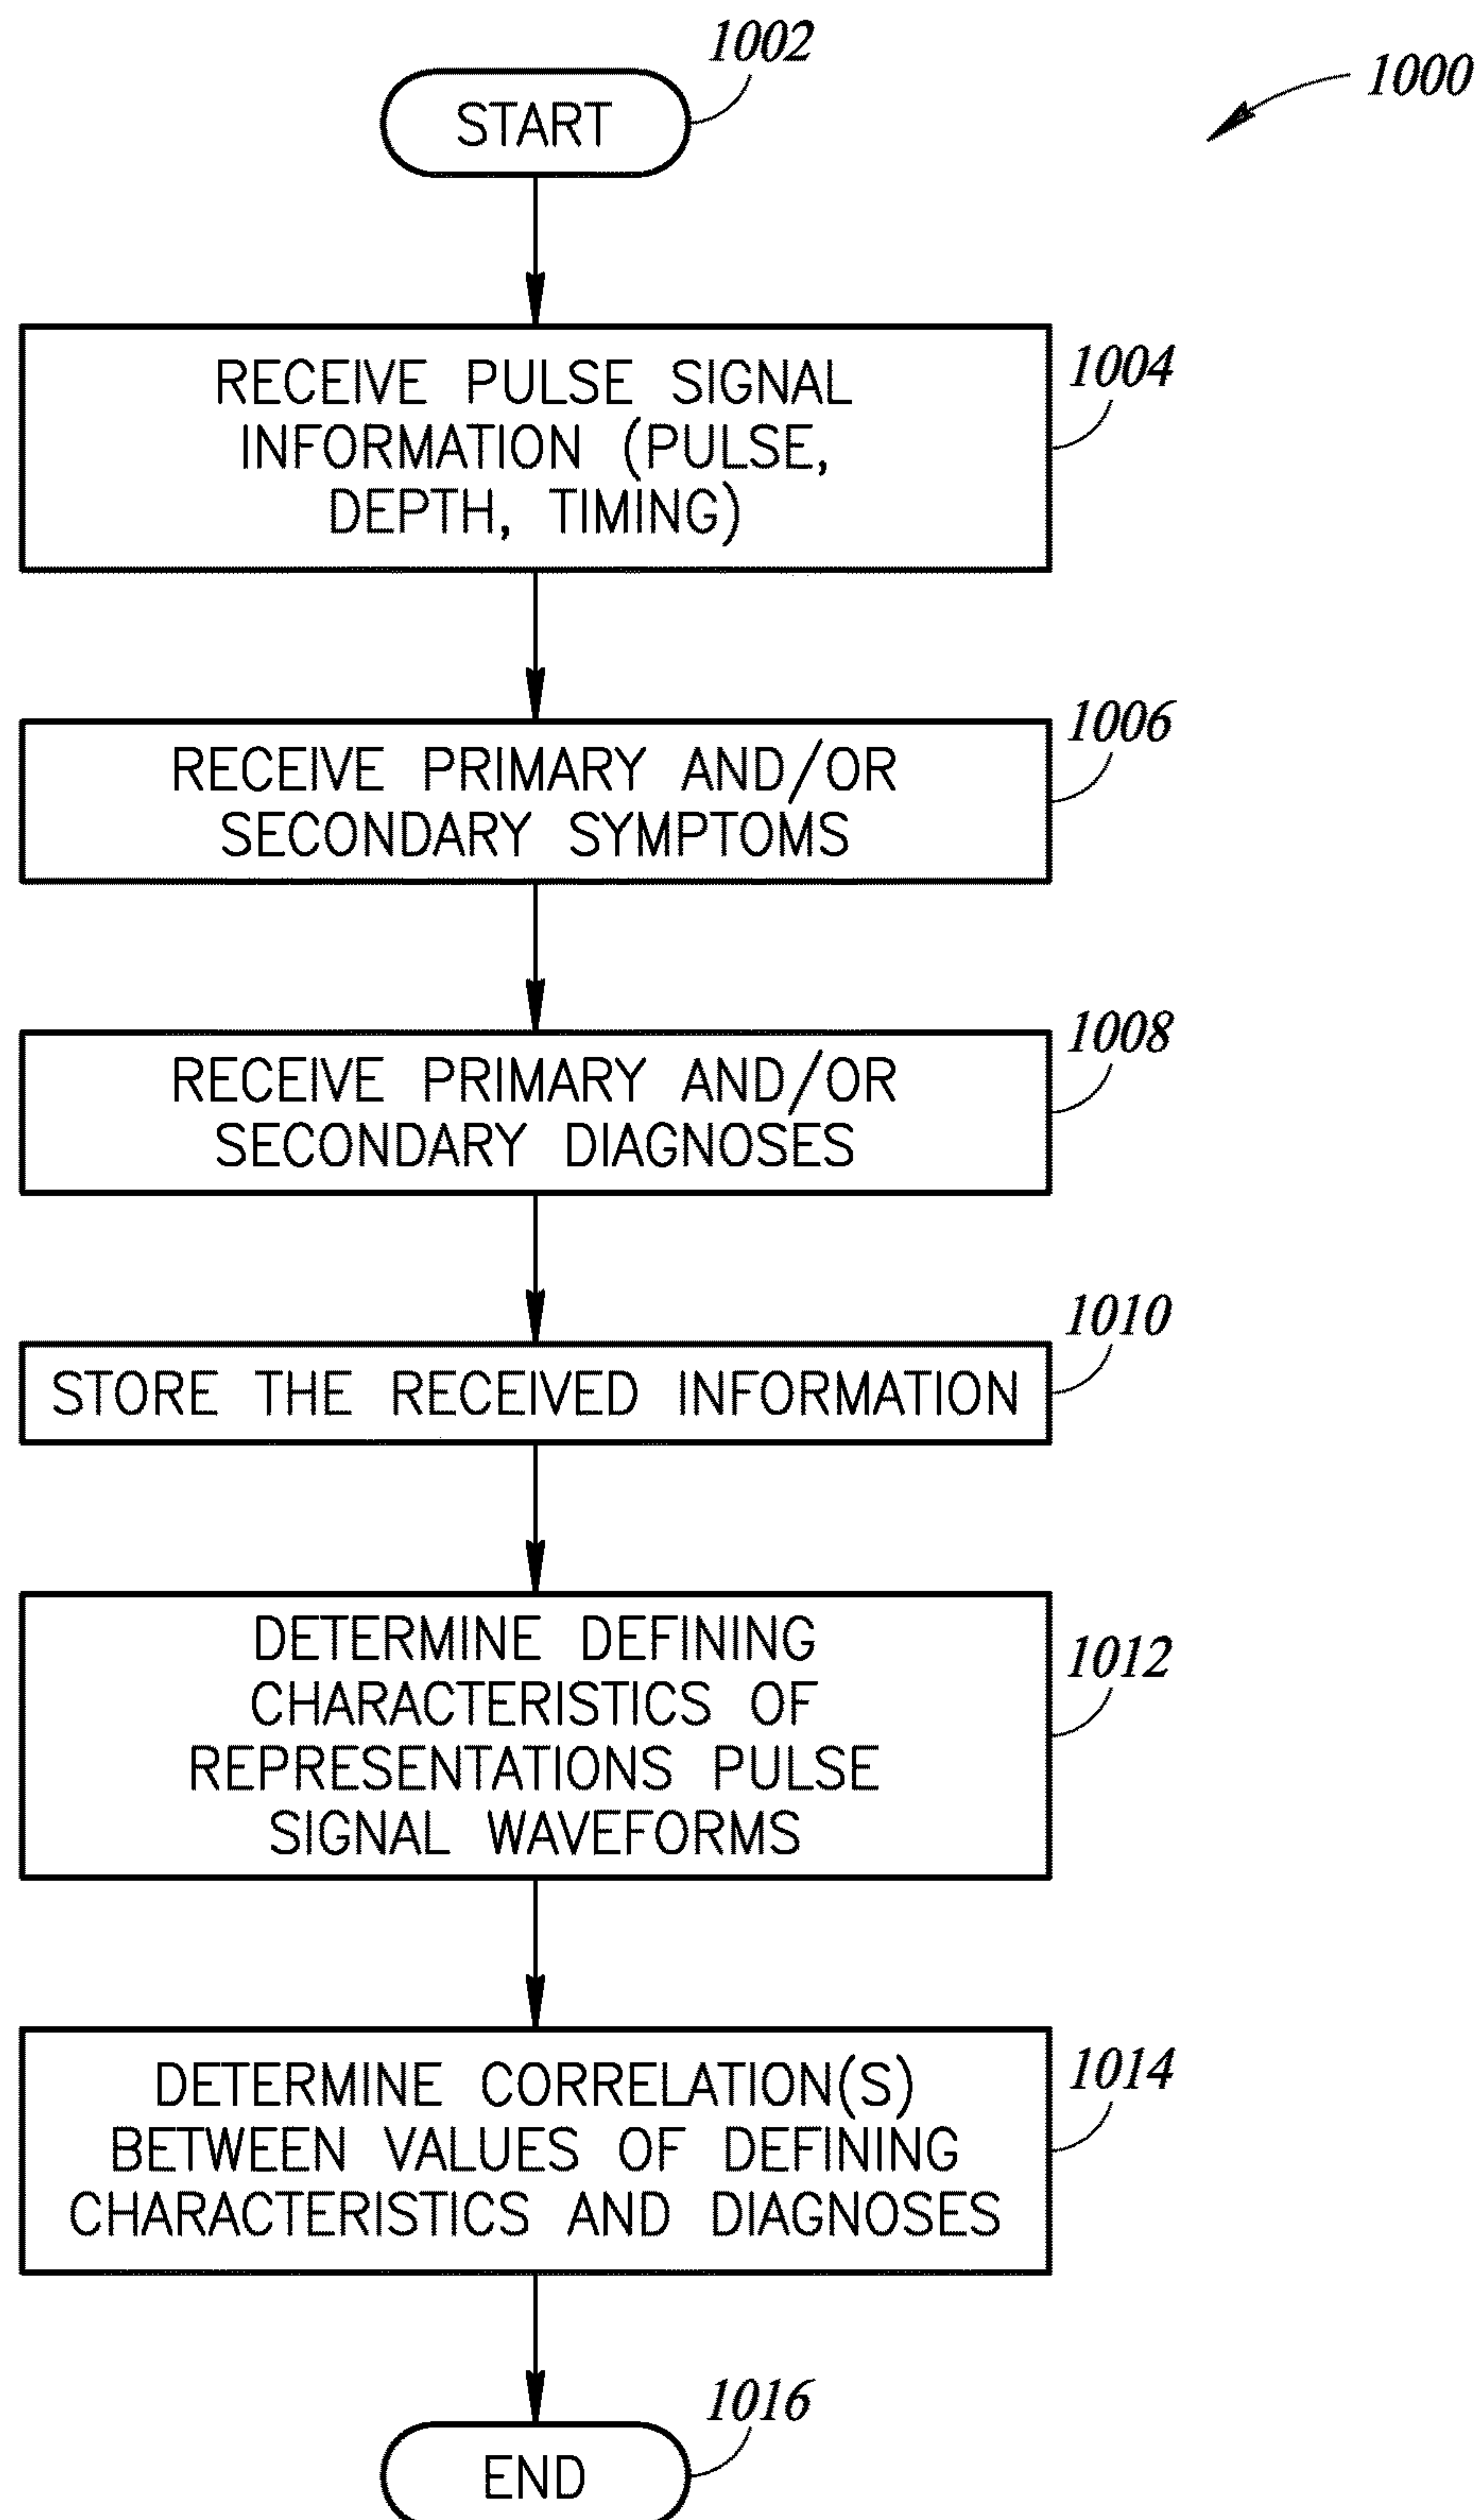 1002
1000
START
RECEIVE PULSE SIGNAL
INFORMATION (PULSE,
DEPTH, TIMING)
1004
RECEIVE PRIMARY AND/OR
SECONDARY SYMPTOMS
1006
RECEIVE PRIMARY AND/OR
SECONDARY DIAGNOSES
1008
STORE THE RECEIVED INFORMATION
1010
DETERMINE DEFINING
CHARACTERISTICS OF
REPRESENTATIONS PULSE
SIGNAL WAVEFORMS
1012
DETERMINE CORRELATION(S)
BETWEEN VALUES OF DEFINING
CHARACTERISTICS AND DIAGNOSES
1014
END
1016